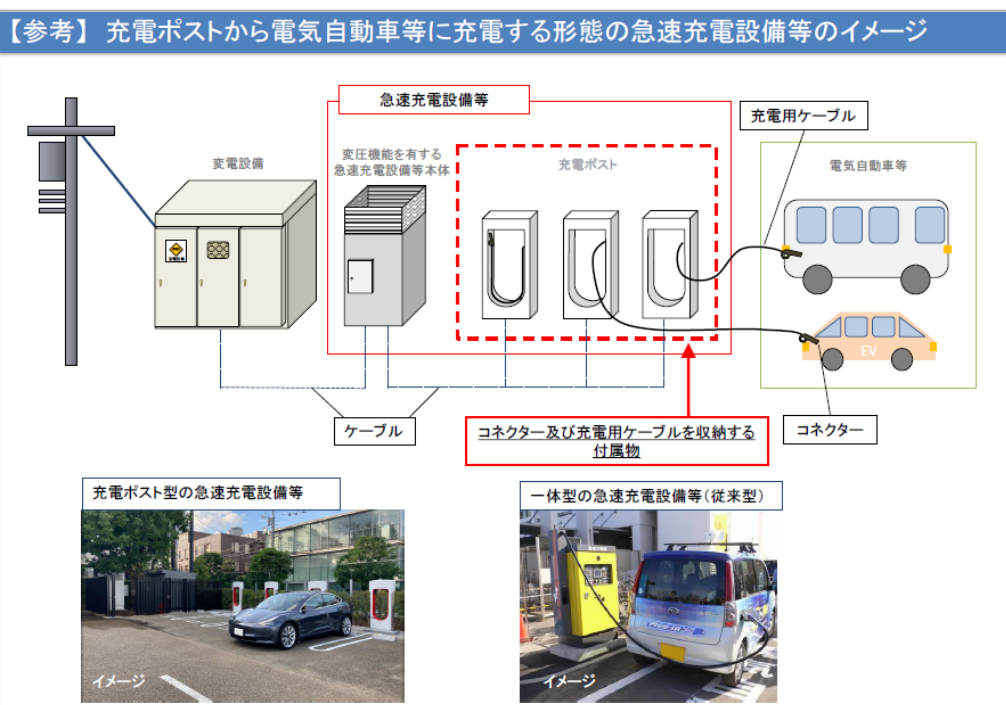 【参考】 充電ポストから電気自動車等に充電する形態の急速充電設備等のイメージ
急速充電設備等
充電用ケーブル
変電設備
変圧機能を有する
急速充電設備等本体
充電ポスト
電気自動車等
EV
ケーブル
コネクター及び充電用ケーブルを収納する
付属物
コネクター
充電ポスト型の急速充電設備等
一体型の急速充電設備等(従来型)
イメージ
イメージ